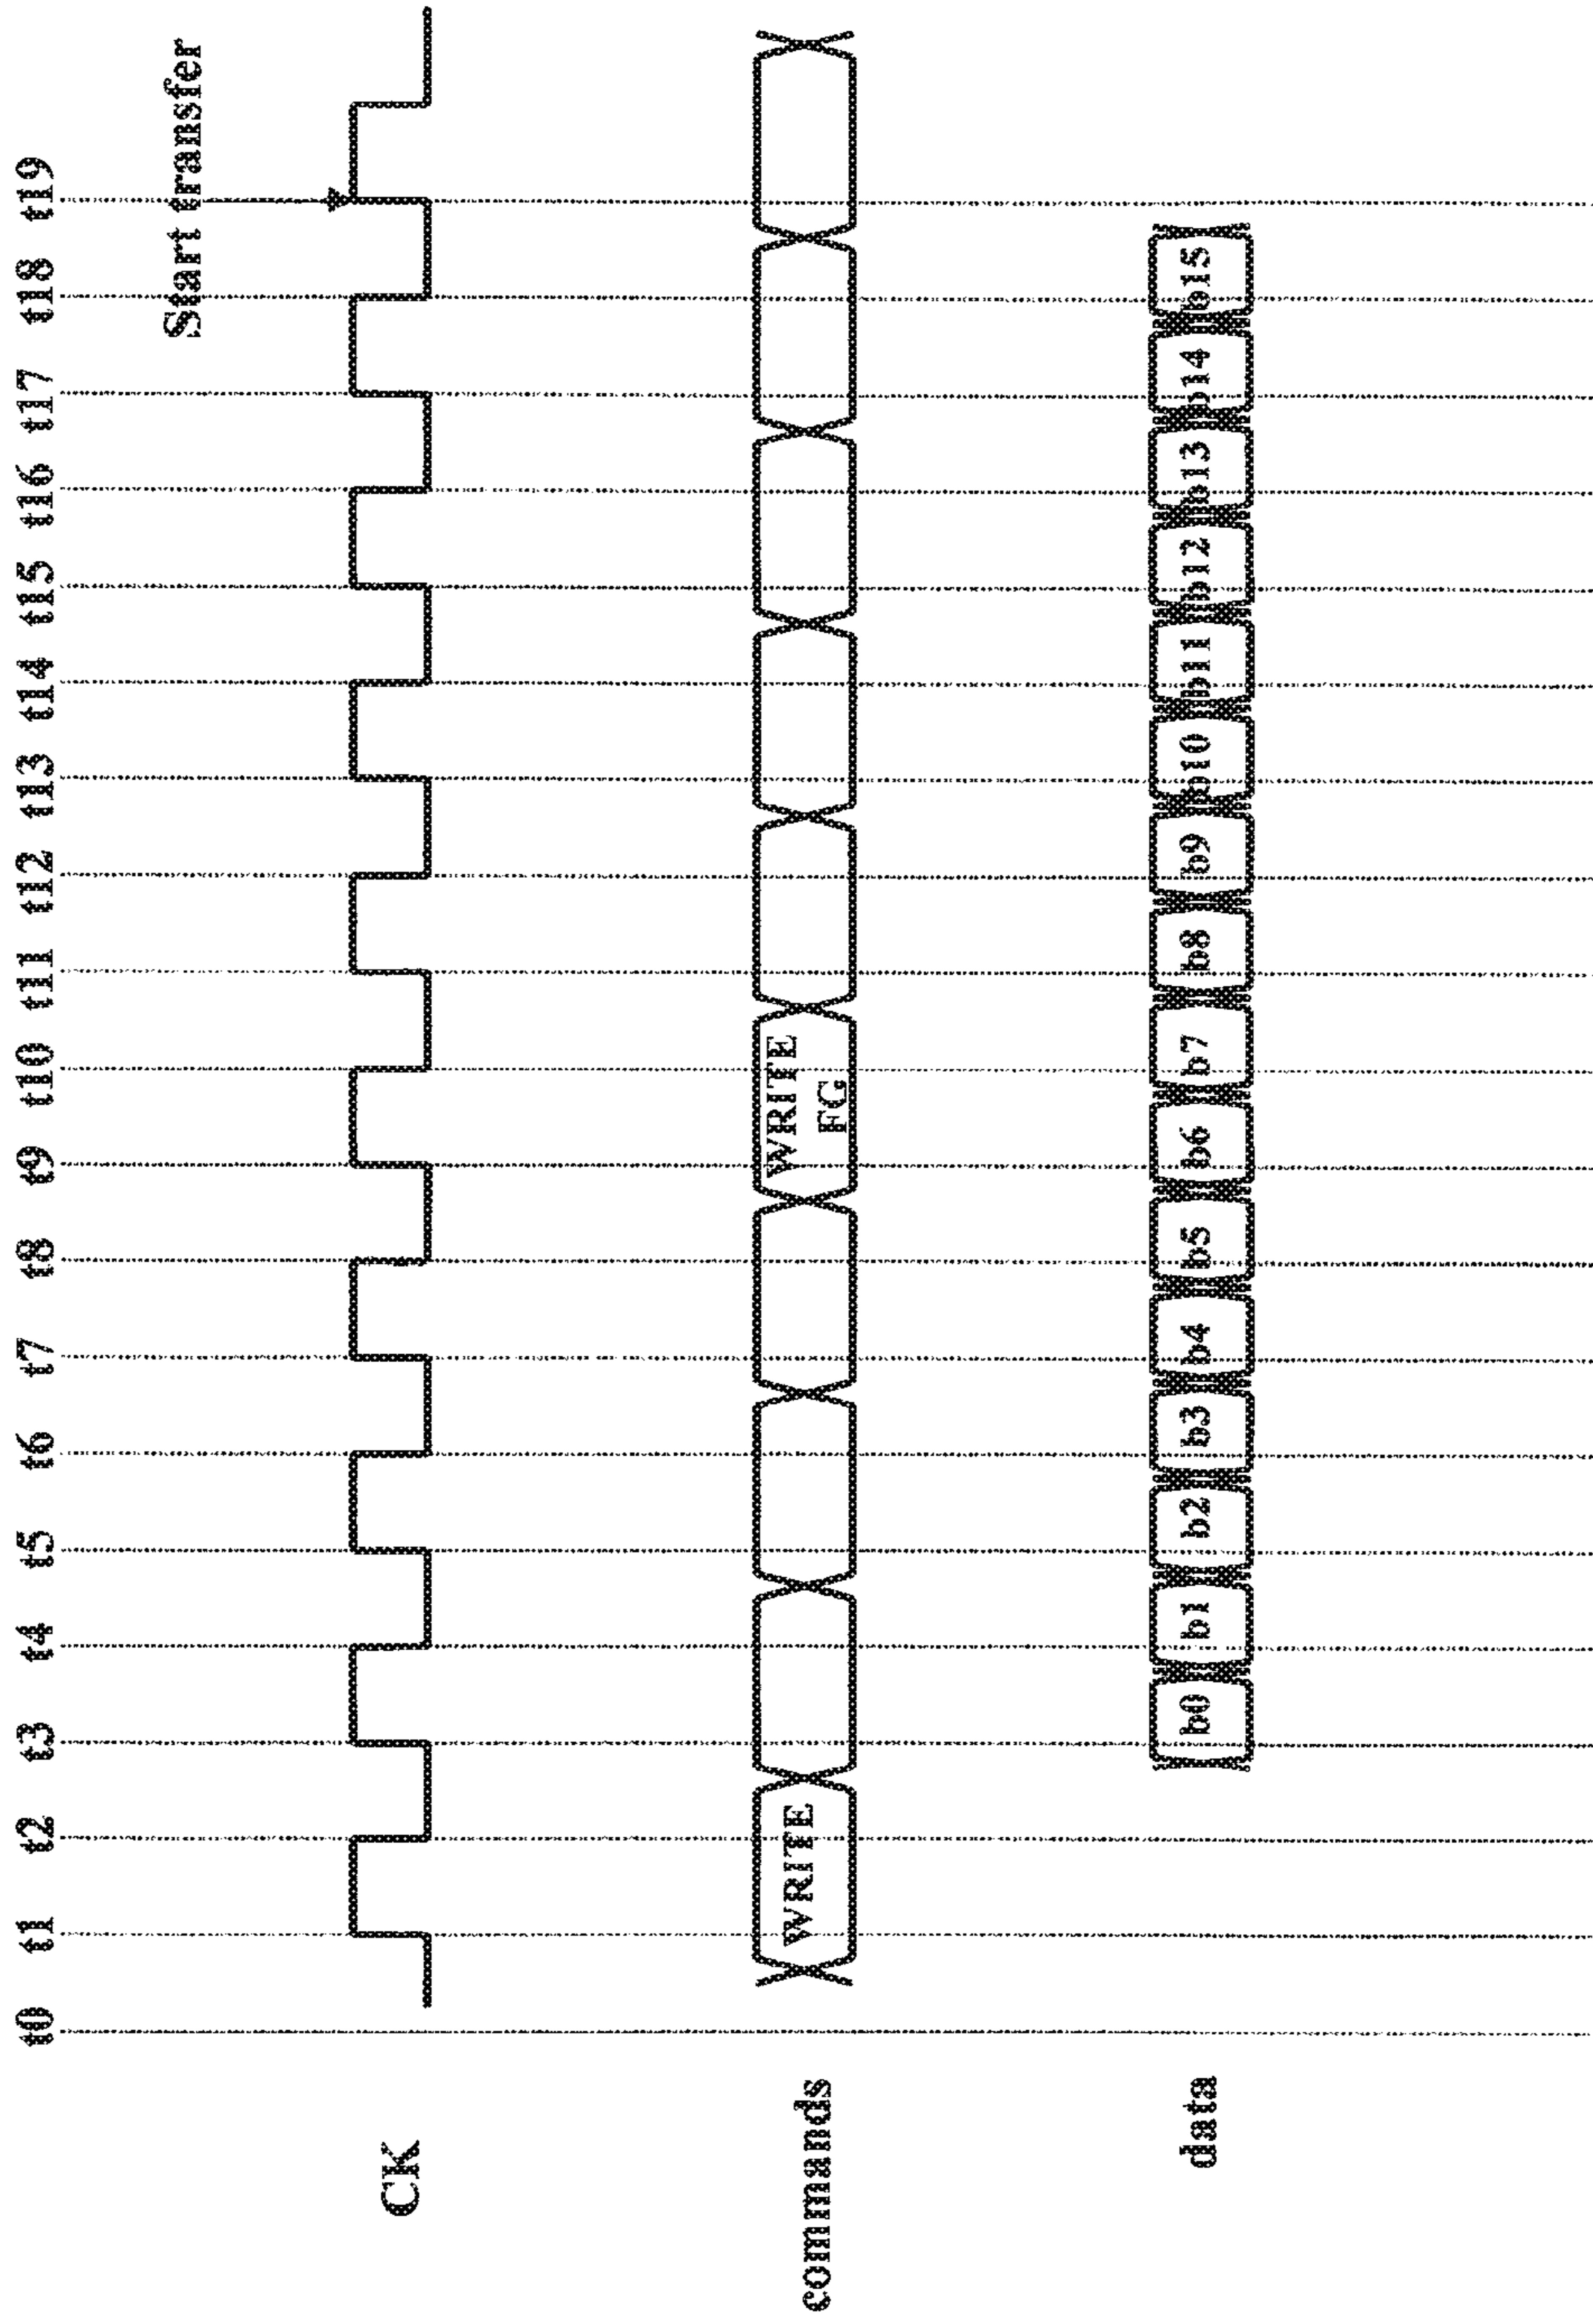 t0 t1 t2 t3 t4 t5 t6 t7 t8 t9 t10 t11 t12 t13 t14 t15 t16 t17 t18 t19
Start transfer
CK
commands
WRITE
WRITE
FG
data
b0 b1 b2 b3 b4 b5 b6 b7 b8 b9 b10 b11 b12 b13 b14 b15